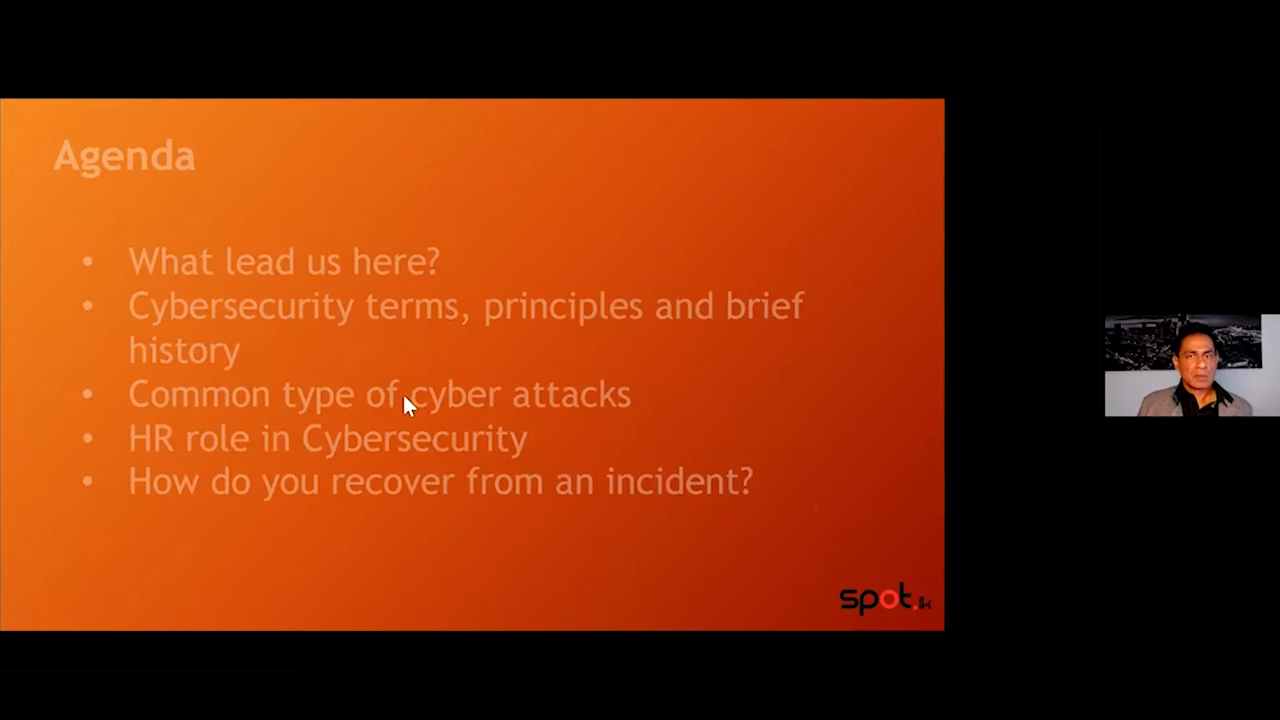 Agenda
• What lead us here?
• Cybersecurity terms, principles and brief
history
• Common type of cyber attacks
• HR role in Cybersecurity
• How do you recover from an incident?
spot.lk